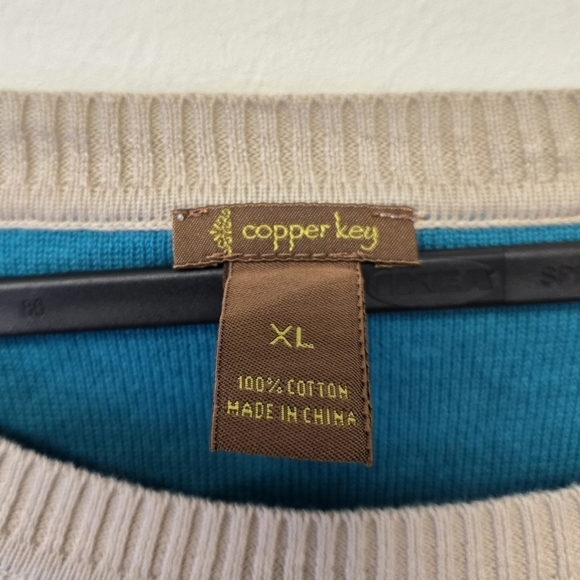 copper key
XL
100% COTTON
MADE IN CHINA